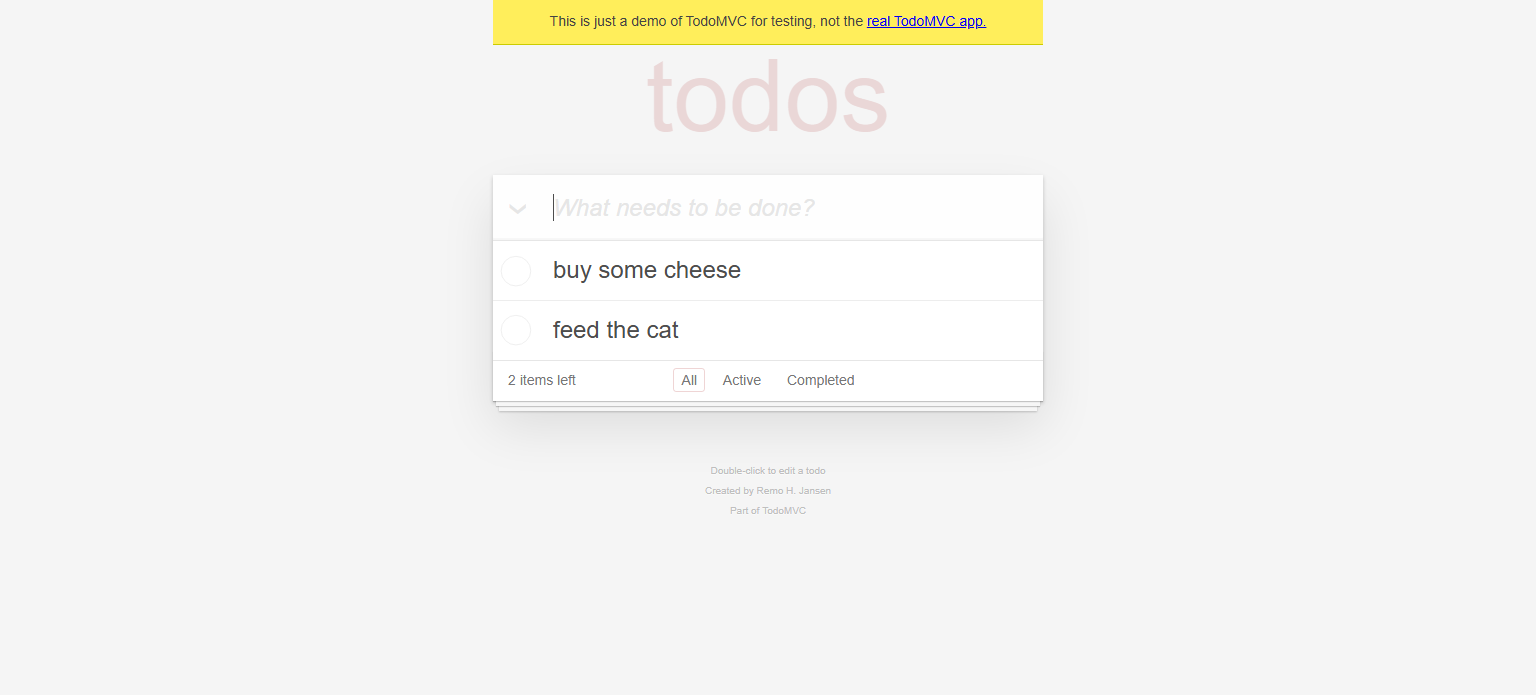 This is just a demo of TodoMVC for testing, not the real TodoMVC app.
todos
What needs to be done?
buy some cheese
feed the cat
2 items left All Active Completed
Double-click to edit a todo
Created by Remo H. Jansen
Part of TodoMVC